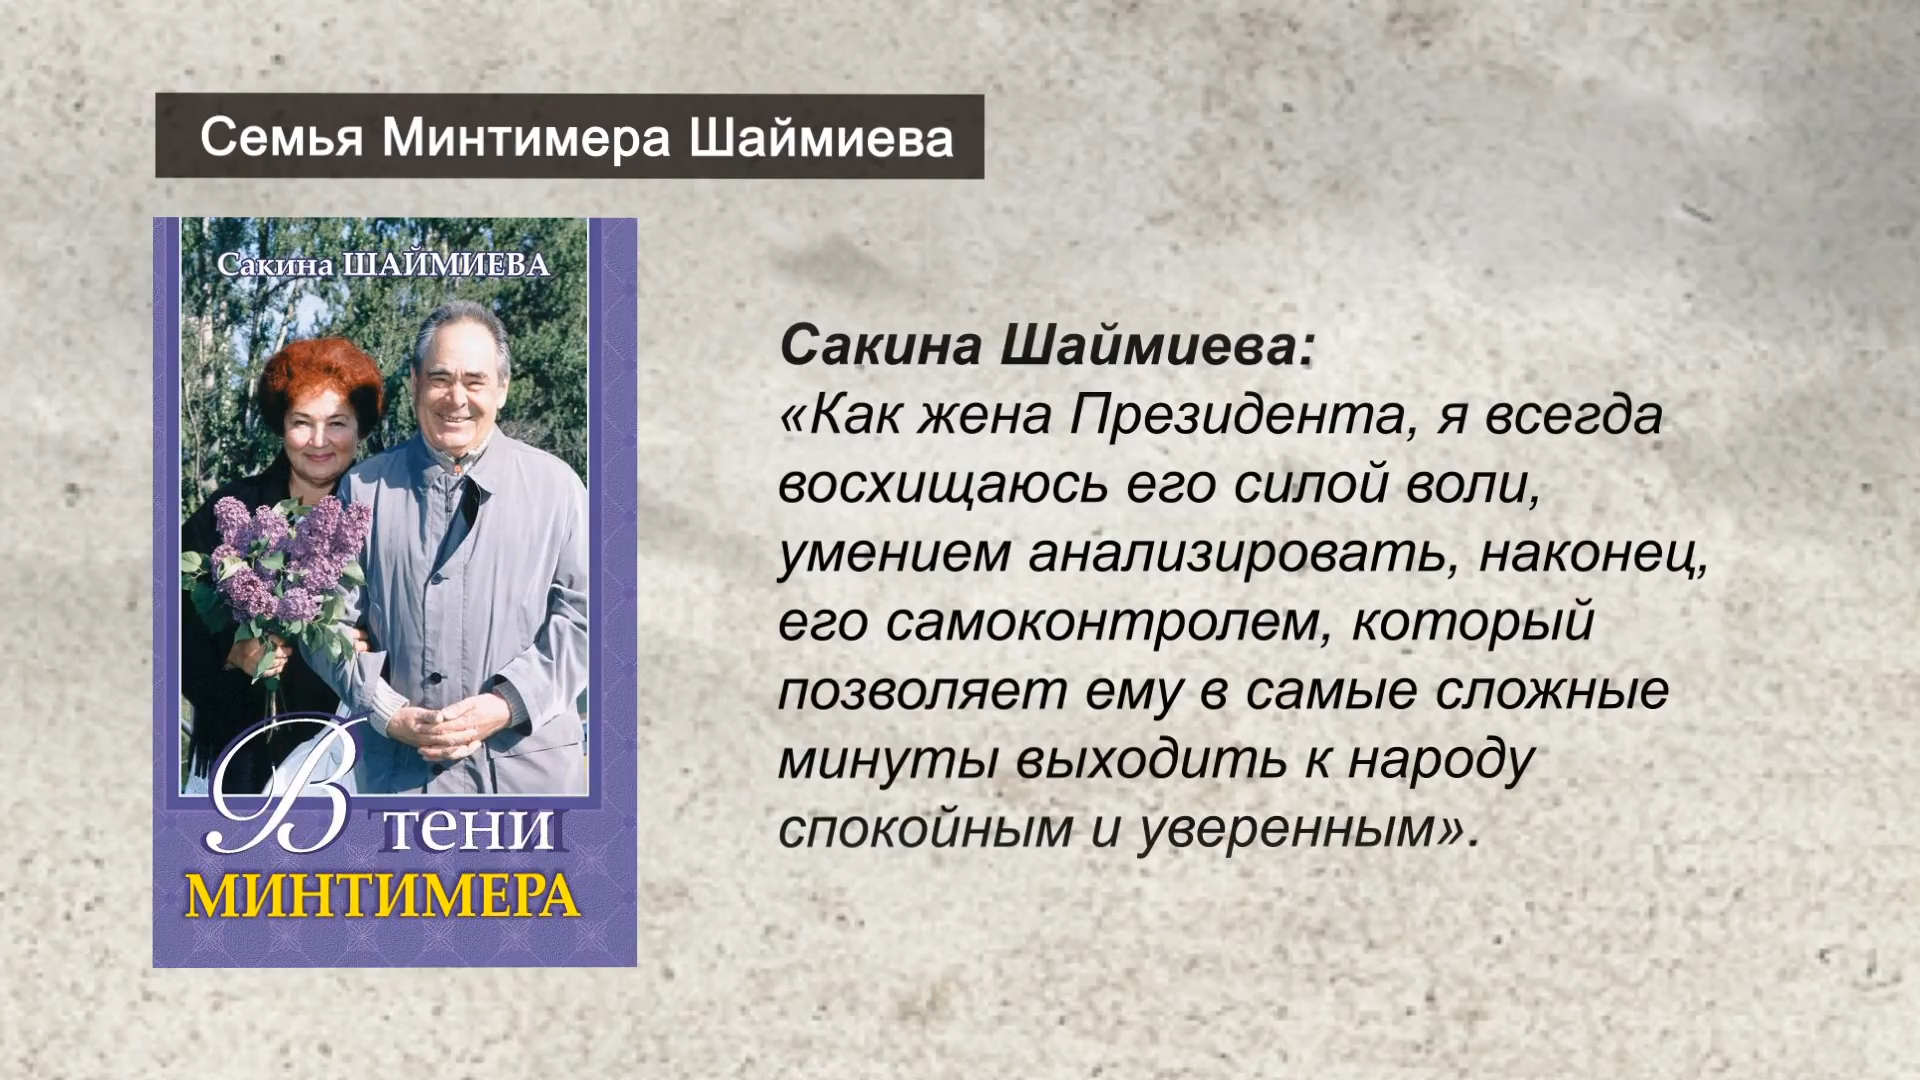 Семья Минтимера Шаймиева
Сакина ШАЙМИЕВА
В тени
МИНТИМЕРА
Сакина Шаймиева:
«Как жена Президента, я всегда
восхищаюсь его силой воли,
умением анализировать, наконец,
его самоконтролем, который
позволяет ему в самые сложные
минуты выходить к народу
спокойным и уверенным».